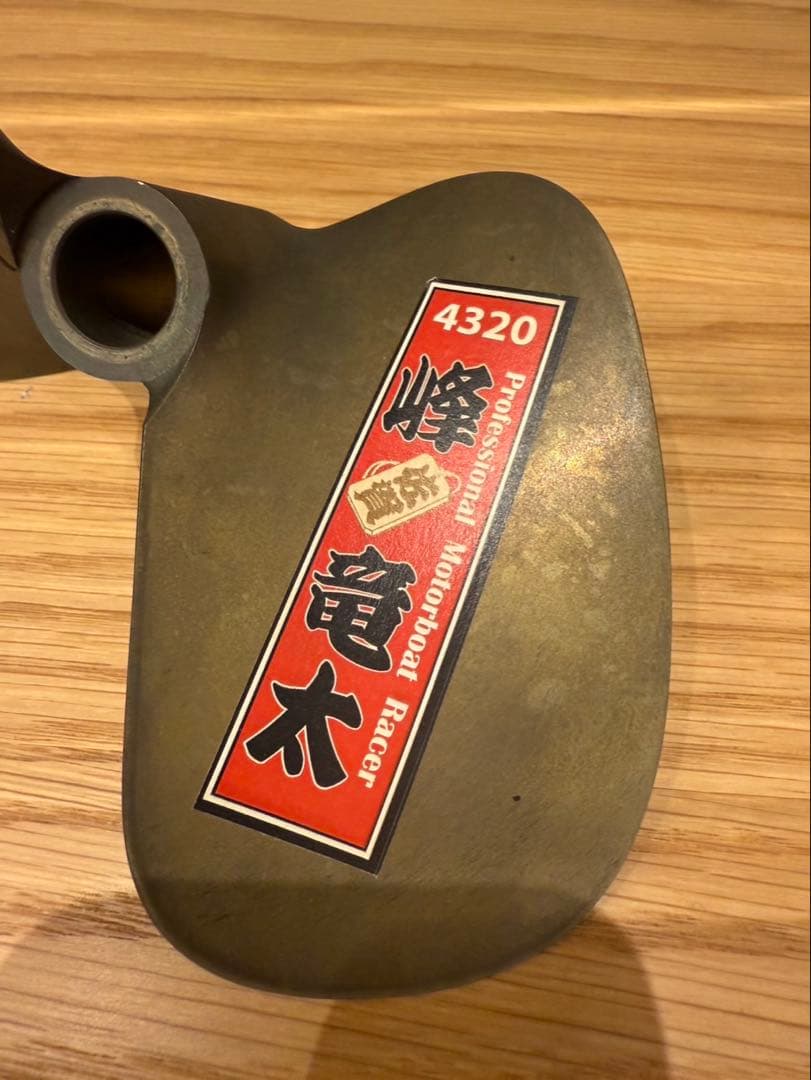 4320
峰
佐賀
竜太
Professional Motorboat Racer